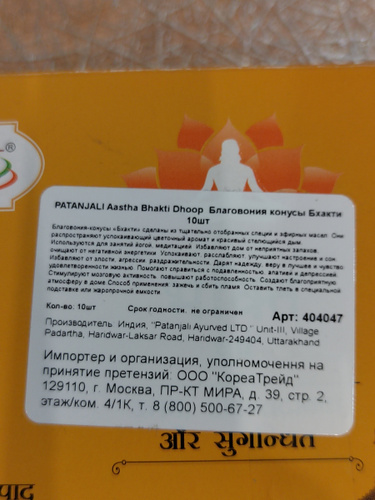 ®
PATANJALI Aastha Bhakti Dhoop Благовония конусы Бхакти
10шт
Благовония-конусы «Бхакти» сделаны из тщательно отобранных специи и эфирных масел. Они
распространяют успокаивающий цветочный аромат и красивый стелющийся дым.
Используются для занятий йогой, медитацией. Избавляют дом от неприятных запахов,
очищают от негативной энергетики. Успокаивают, расслабляют, улучшают настроение и сон.
Избавляют от злости, агрессии, раздражительности. Дарят надежду, веру в лучшее и чувство
удовлетворенности жизнью. Помогают справиться с подавленностью, апатией и депрессией.
Стимулируют мозговую активность, повышают работоспособность. Создают благоприятную
атмосферу в доме.Способ применения: зажечь и сбить пламя. Оставить тлеть в специальной
подставке или жаропрочной емкости.
Кол-во: 10шт Срок годности: не ограничен Арт: 404047
Производитель: Индия, "Patanjali Ayurved LTD " Unit-III, Village
Padartha, Haridwar-Laksar Road, Haridwar-249404, Uttarakhand
Импортер и организация, уполномочення на
принятие претензий: ООО "КореаТрейд"
129110, г. Москва, ПР-КТ МИРА, д. 39, стр. 2,
этаж/ком. 4/1К, т. 8 (800) 500-67-27
और सुगन्धित
पाद